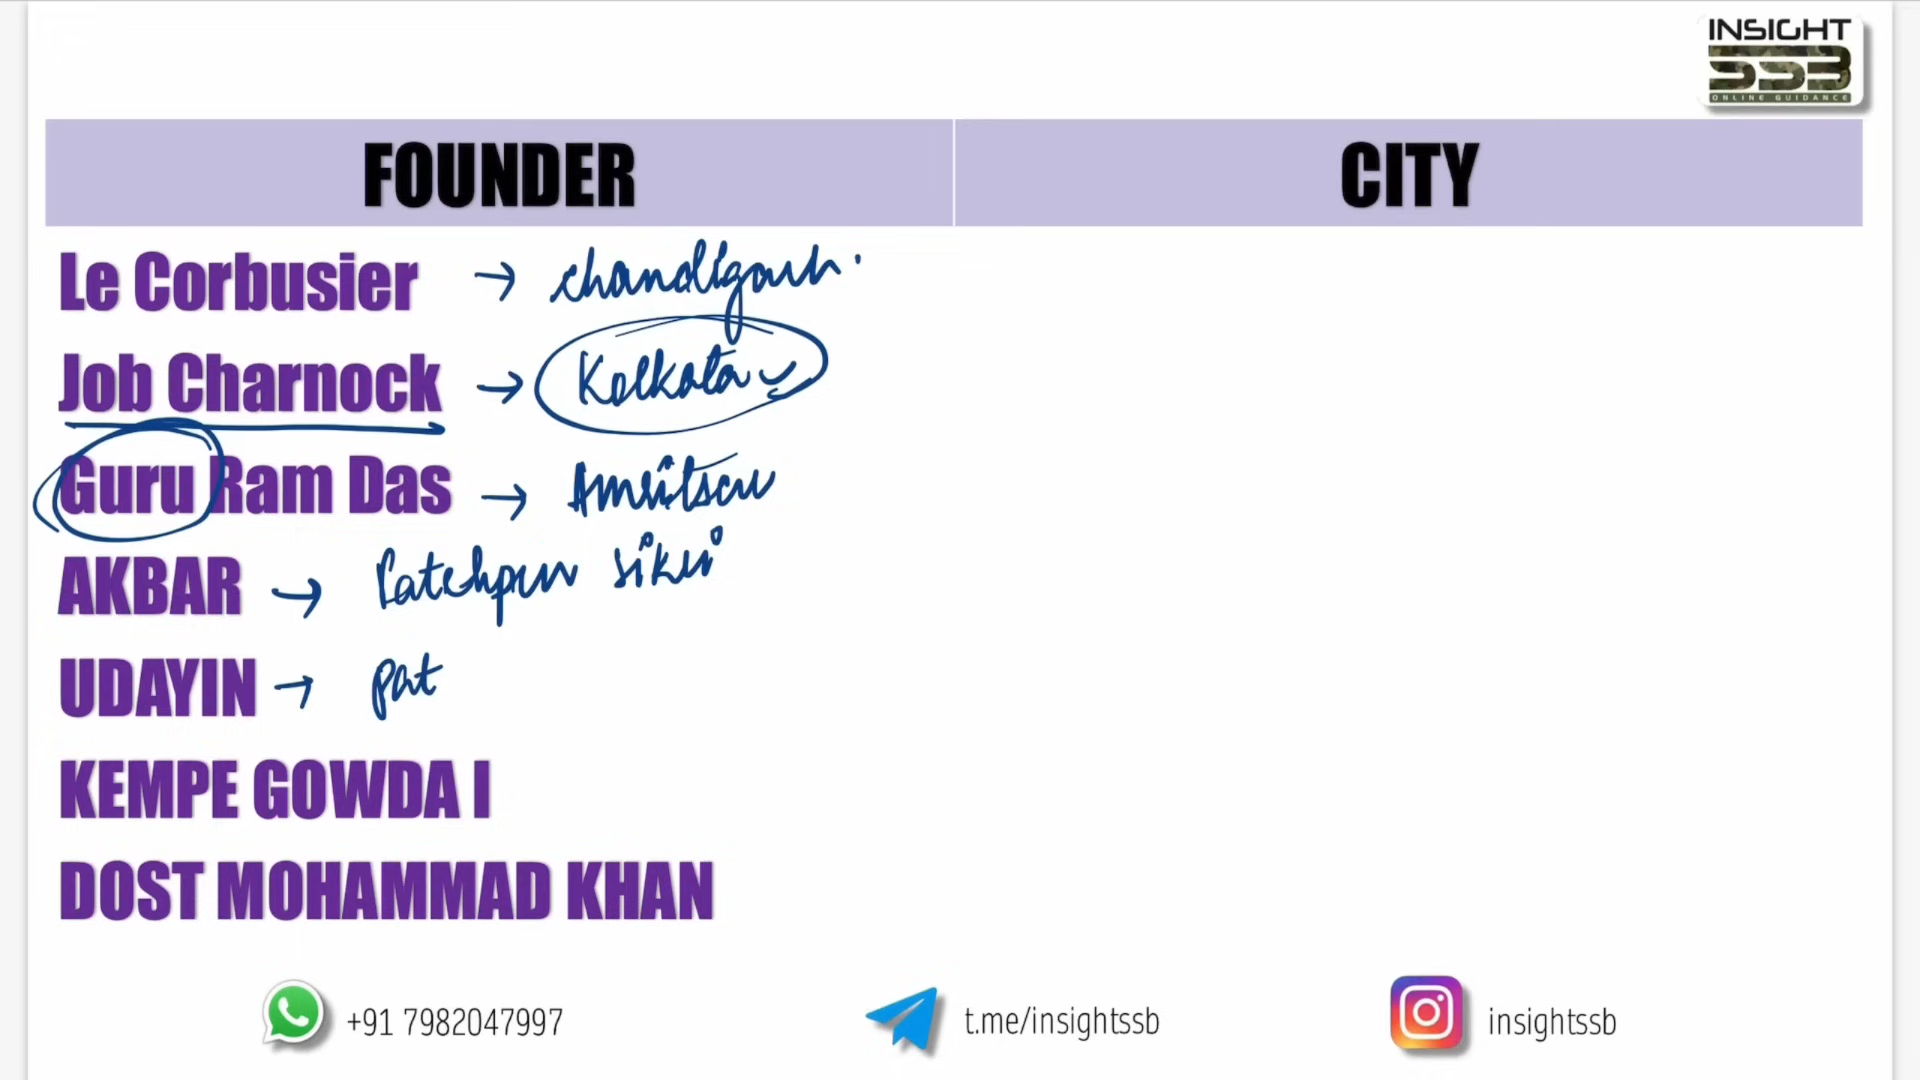 INSIGHT
SSB
ONLINE GUIDANCE
FOUNDER CITY
Le Corbusier → chandigarh.
Job Charnock → Kolkata
Guru Ram Das → Amritsar
AKBAR → Fatehpur sikri
UDAYIN → pat
KEMPE GOWDA I
DOST MOHAMMAD KHAN
+91 7982047997 t.me/insightssb insightssb